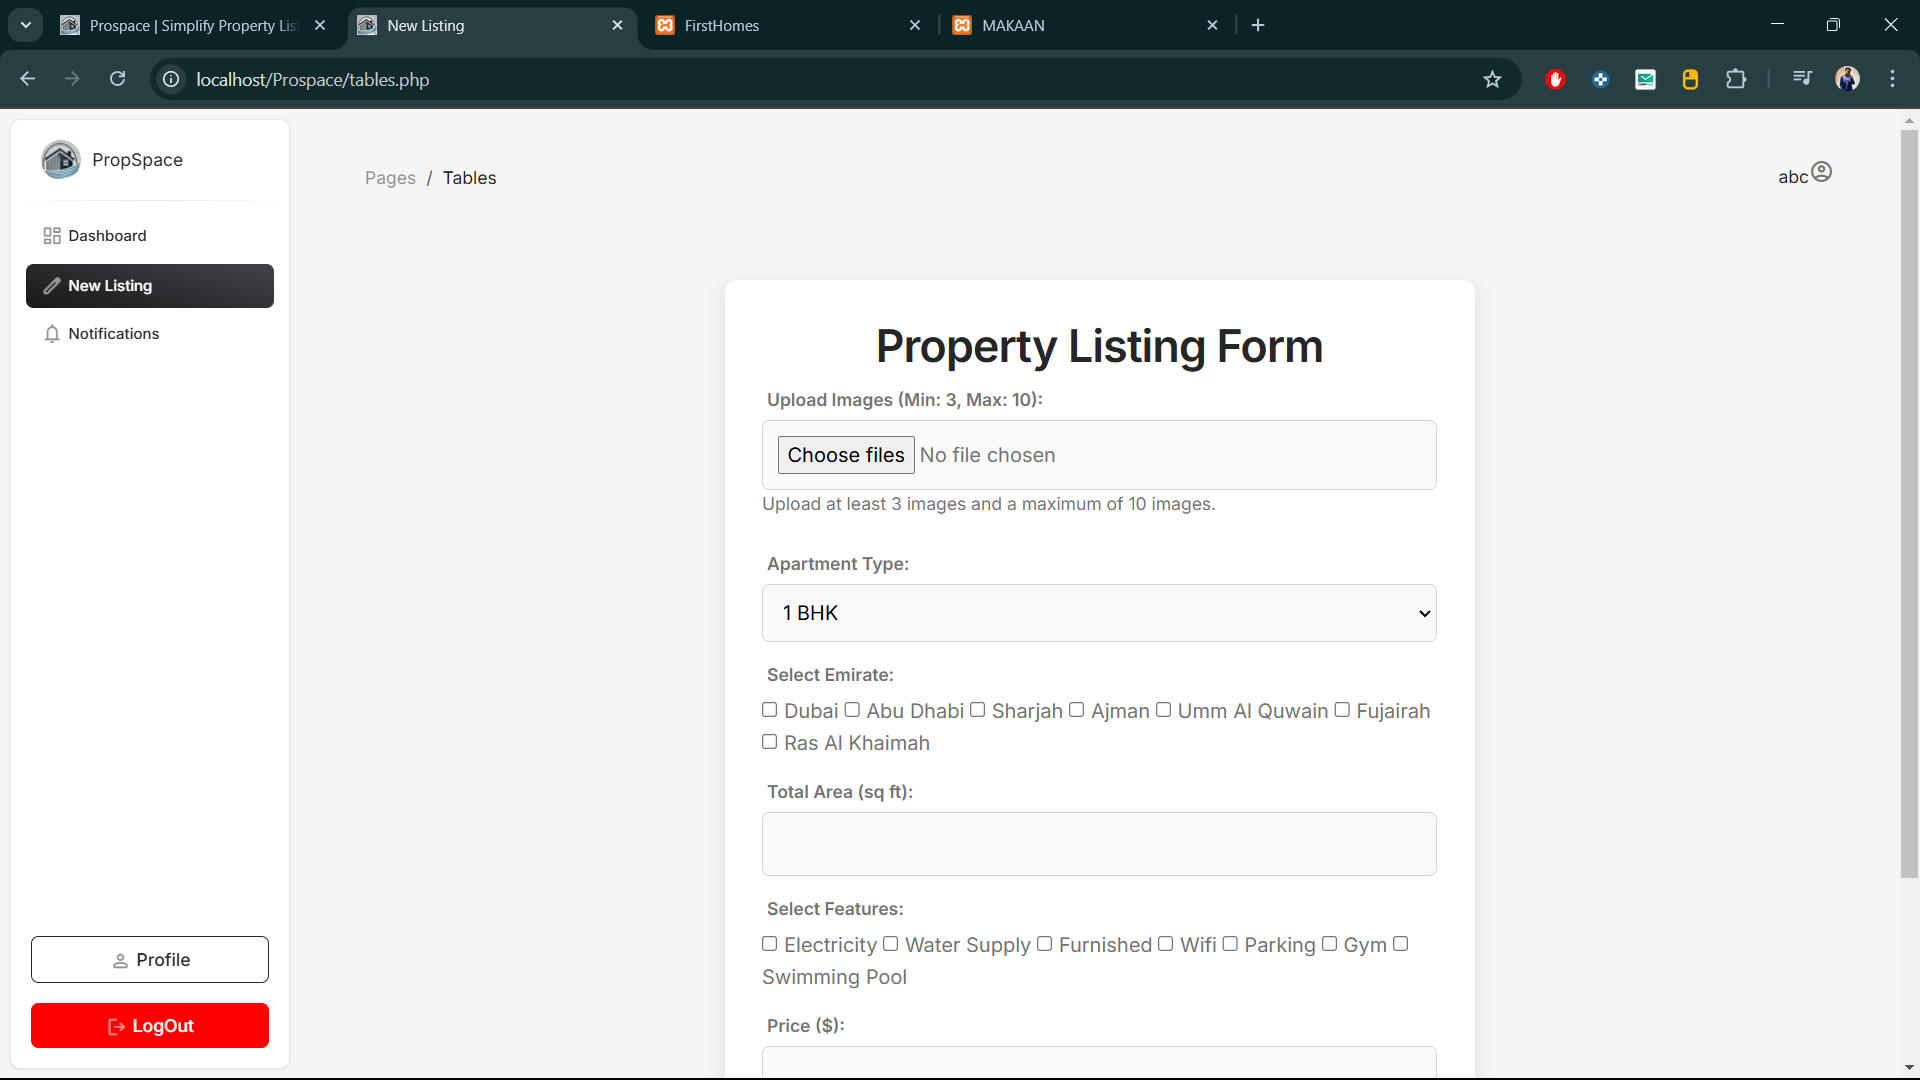 Prospace | Simplify Property Lis
New Listing
FirstHomes
MAKAAN
localhost/Prospace/tables.php
PropSpace
Pages / Tables
abc
Dashboard
New Listing
Notifications
Property Listing Form
Upload Images (Min: 3, Max: 10):
Choose files No file chosen
Upload at least 3 images and a maximum of 10 images.
Apartment Type:
1 BHK
Select Emirate:
Dubai Abu Dhabi Sharjah Ajman Umm Al Quwain Fujairah
Ras Al Khaimah
Total Area (sq ft):
Select Features:
Electricity Water Supply Furnished Wifi Parking Gym
Swimming Pool
Price ($):
Profile
LogOut